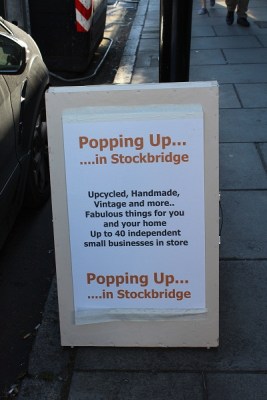 Popping Up...
....in Stockbridge
Upcycled, Handmade,
Vintage and more..
Fabulous things for you
and your home
Up to 40 independent
small businesses in store
Popping Up...
....in Stockbridge